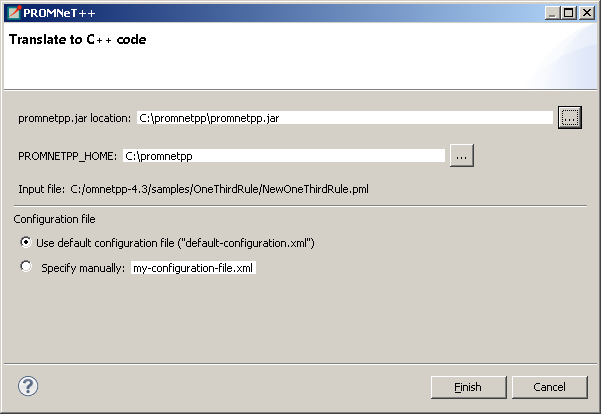 PROMNeT++
Translate to C++ code
promnetpp.jar location: C:\promnetpp\promnetpp.jar ...
PROMNETPP_HOME: C:\promnetpp ...
Input file: C:/omnetpp-4.3/samples/OneThirdRule/NewOneThirdRule.pml
Configuration file
Use default configuration file ("default-configuration.xml")
Specify manually: my-configuration-file.xml
? Finish Cancel